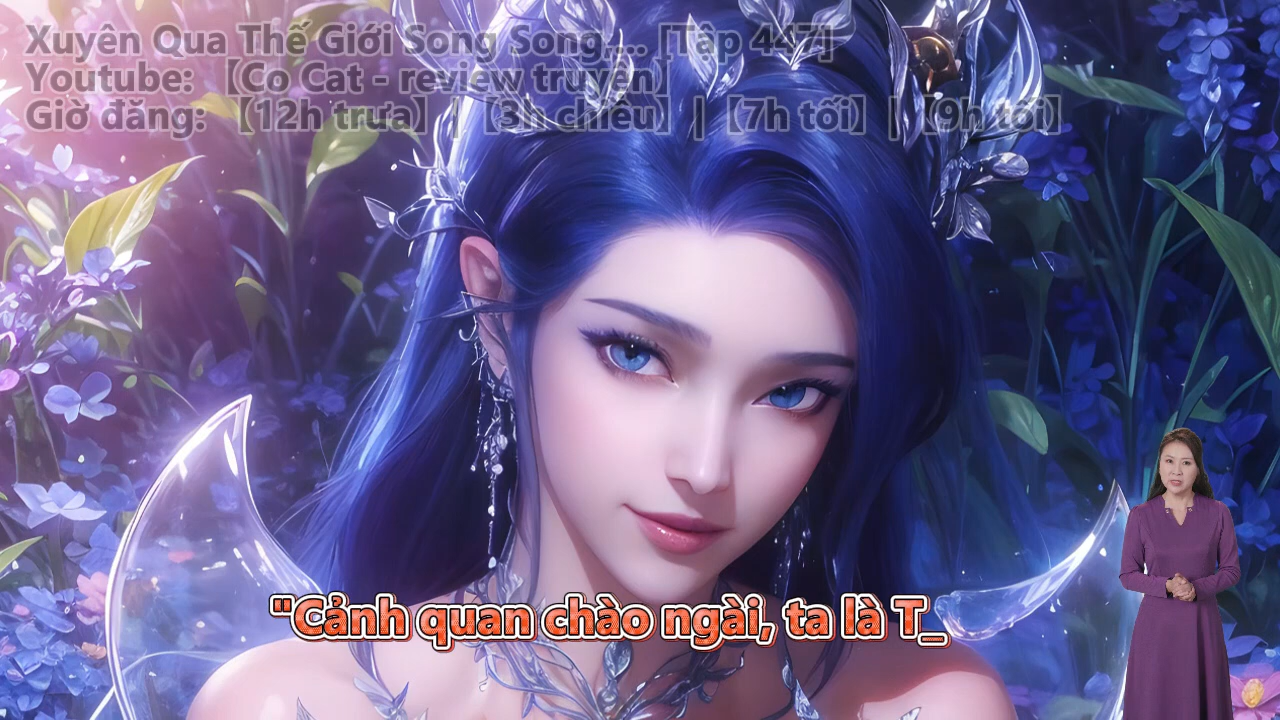 Xuyên Qua Thế Giới Song Song.... [Tập 447]
Youtube: 【Cọ Cat - review truyện】
Giờ đăng: 【12h trưa】 | 【3h chiều】 | 【7h tối】 | 【9h tối】
"Cảnh quan chào ngài, ta là T_